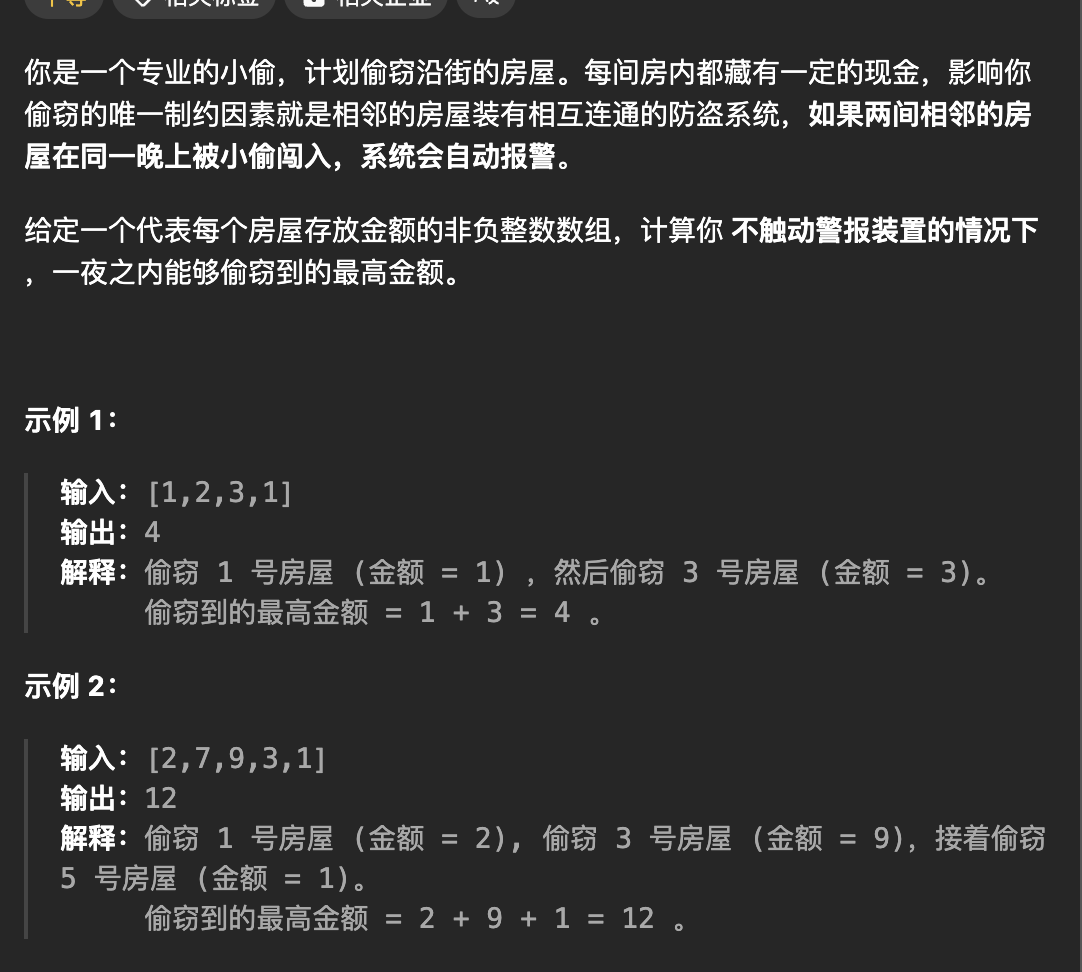 你是一个专业的小偷，计划偷窃沿街的房屋。每间房内都藏有一定的现金，影响你
偷窃的唯一制约因素就是相邻的房屋装有相互连通的防盗系统，如果两间相邻的房
屋在同一晚上被小偷闯入，系统会自动报警。
给定一个代表每个房屋存放金额的非负整数数组，计算你 不触动警报装置的情况下
，一夜之内能够偷窃到的最高金额。
示例 1：
输入：[1,2,3,1]
输出：4
解释：偷窃 1 号房屋 (金额 = 1) ，然后偷窃 3 号房屋 (金额 = 3)。
偷窃到的最高金额 = 1 + 3 = 4 。
示例 2：
输入：[2,7,9,3,1]
输出：12
解释：偷窃 1 号房屋 (金额 = 2), 偷窃 3 号房屋 (金额 = 9)，接着偷窃
5 号房屋 (金额 = 1)。
偷窃到的最高金额 = 2 + 9 + 1 = 12 。